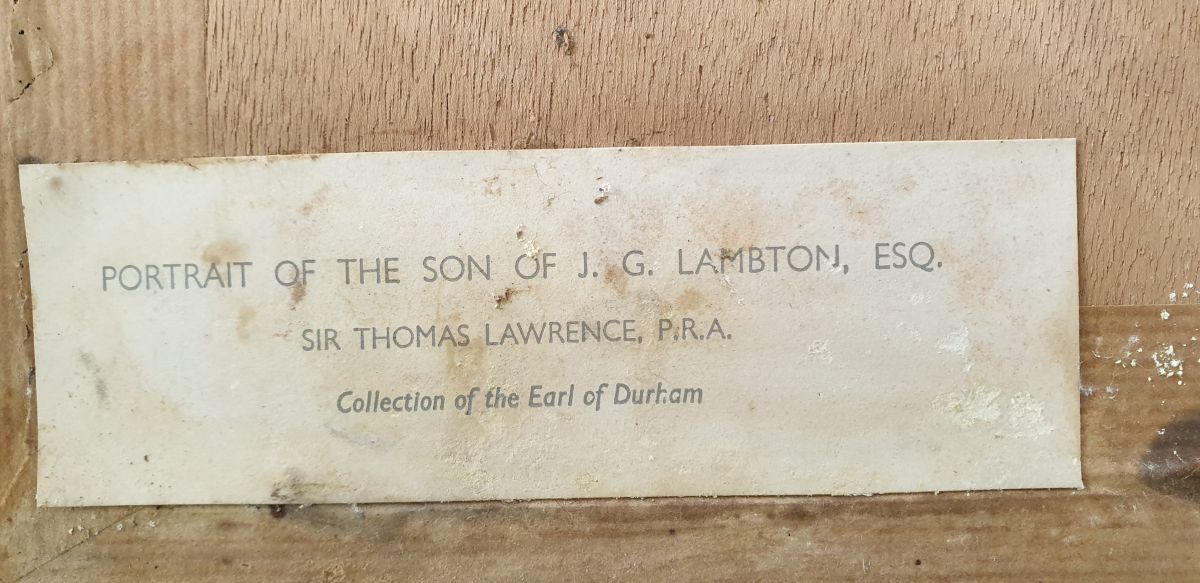 PORTRAIT OF THE SON OF J. G. LAMBTON, ESQ.
SIR THOMAS LAWRENCE, P.R.A.
Collection of the Earl of Durham